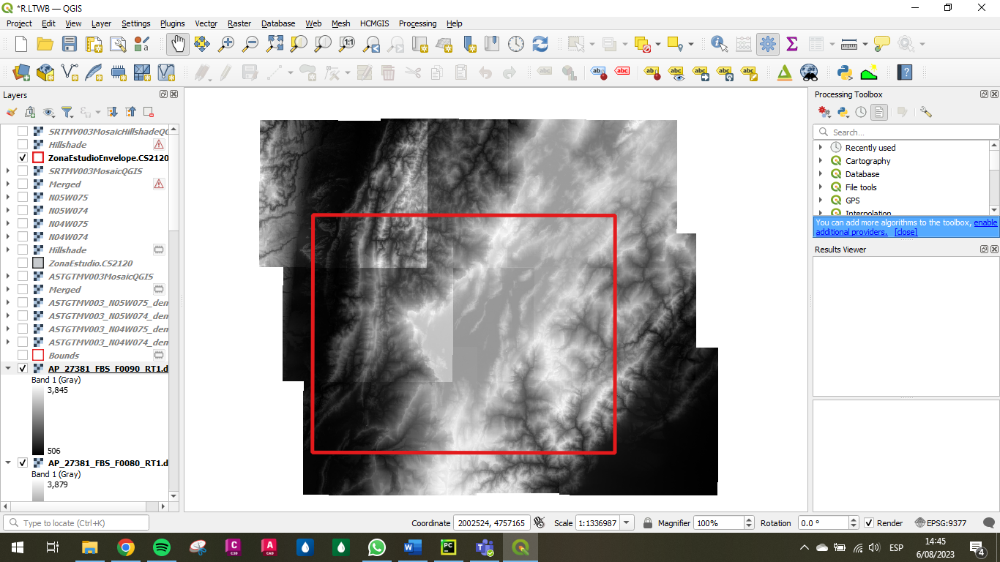 *R.LTWB — QGIS
Project Edit View Layer Settings Plugins Vector Raster Database Web Mesh HCMGIS Processing Help
Layers
SRTMV003MosaicHillshadeQG
Hillshade
ZonaEstudioEnvelope.CS2120
SRTMV003MosaicQGIS
Merged
N05W075
N05W074
N04W075
N04W074
Hillshade
ZonaEstudio.CS2120
ASTGTMV003MosaicQGIS
Merged
ASTGTMV003_N05W075_dem
ASTGTMV003_N05W074_dem
ASTGTMV003_N04W075_dem
ASTGTMV003_N04W074_dem
Bounds
AP_27381_FBS_F0090_RT1.d
Band 1 (Gray)
3,845
506
AP_27381_FBS_F0080_RT1.d
Band 1 (Gray)
3,879
Processing Toolbox
Search...
Recently used
Cartography
Database
File tools
GPS
Interpolation
You can add more algorithms to the toolbox, enable
additional providers. [close]
Results Viewer
Type to locate (Ctrl+K)
Coordinate 2002524, 4757165 Scale 1:1336987 Magnifier 100% Rotation 0.0 ° Render EPSG:9377
ESP
14:45
6/08/2023
4